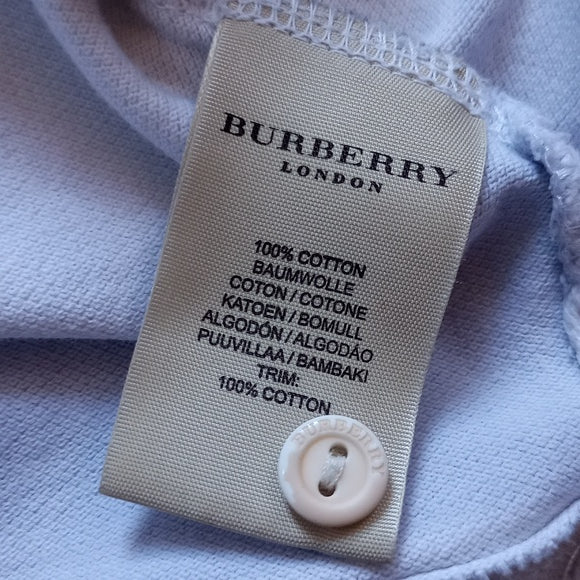 BURBERRY
LONDON
100% COTTON
BAUMWOLLE
COTON / COTONE
KATOEN / BOMULL
ALGODÓN / ALGODÃO
PUUVILLAA / BAMBAKI
TRIM:
100% COTTON
BURBERRY